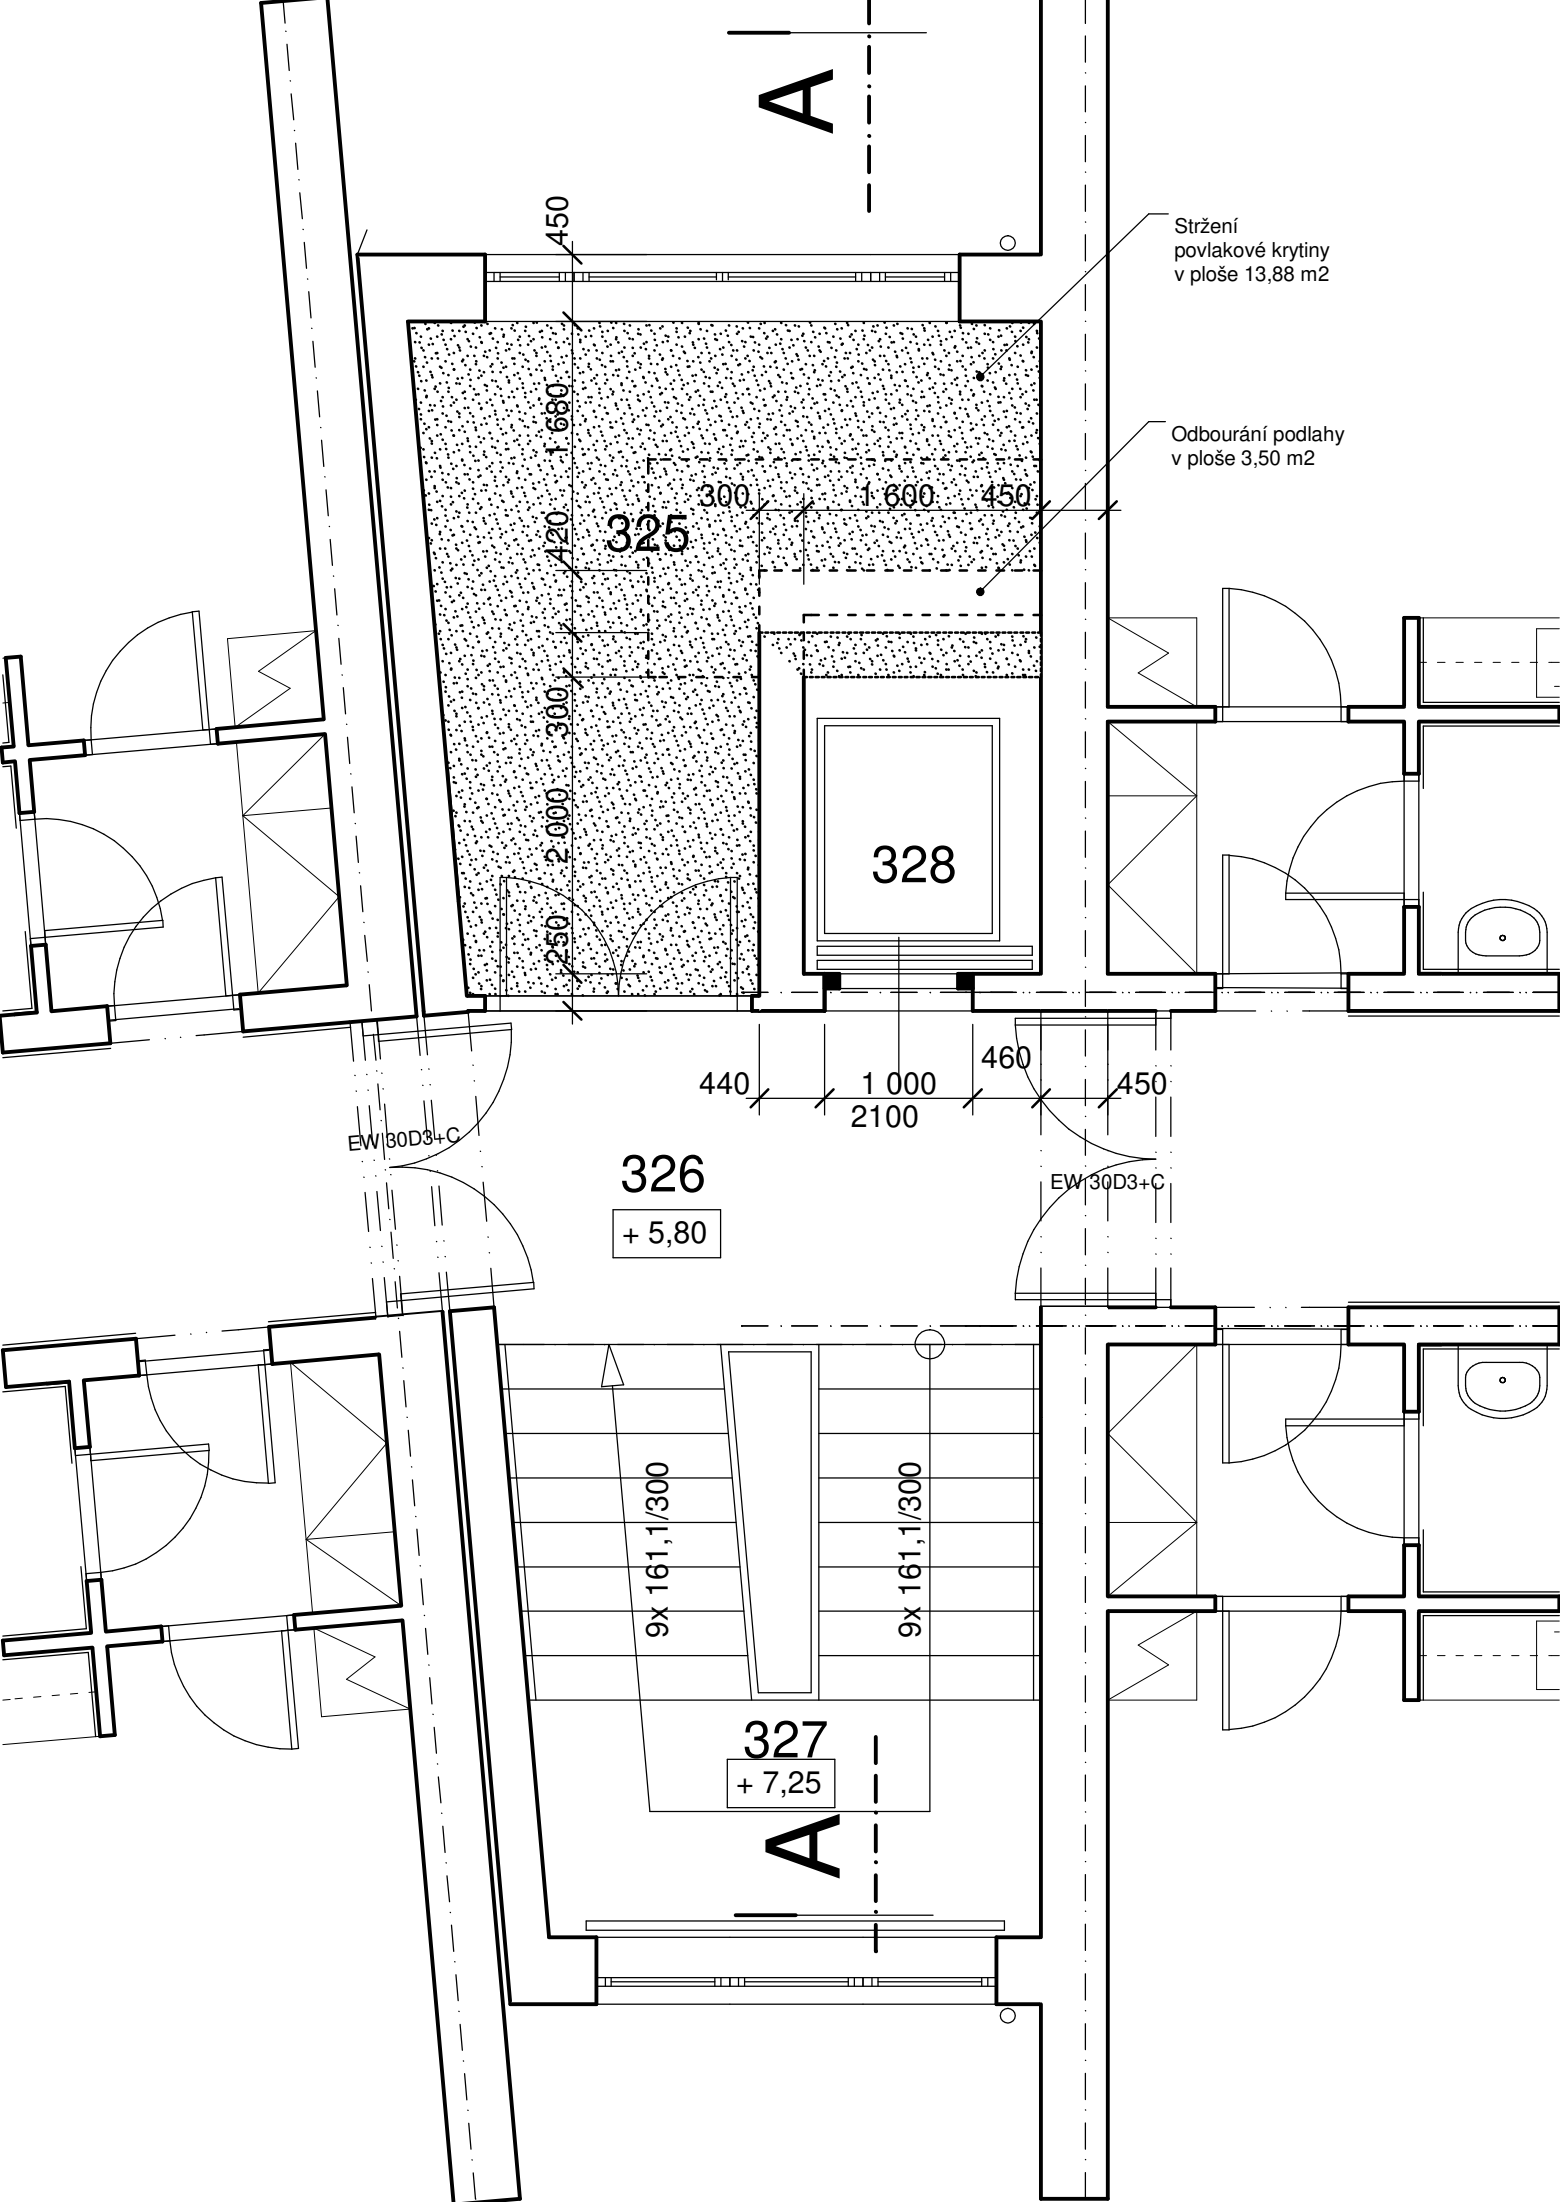 A
450
Stržení
povlakové krytiny
v ploše 13,88 m2
1 680
Odbourání podlahy
v ploše 3,50 m2
300
1 600
450
420
325
300
2 000
328
250
460
440
1 000
450
2100
EW 30D3+C
326
EW 30D3+C
+ 5,80
9x 161,1/300
9x 161,1/300
327
+ 7,25
A